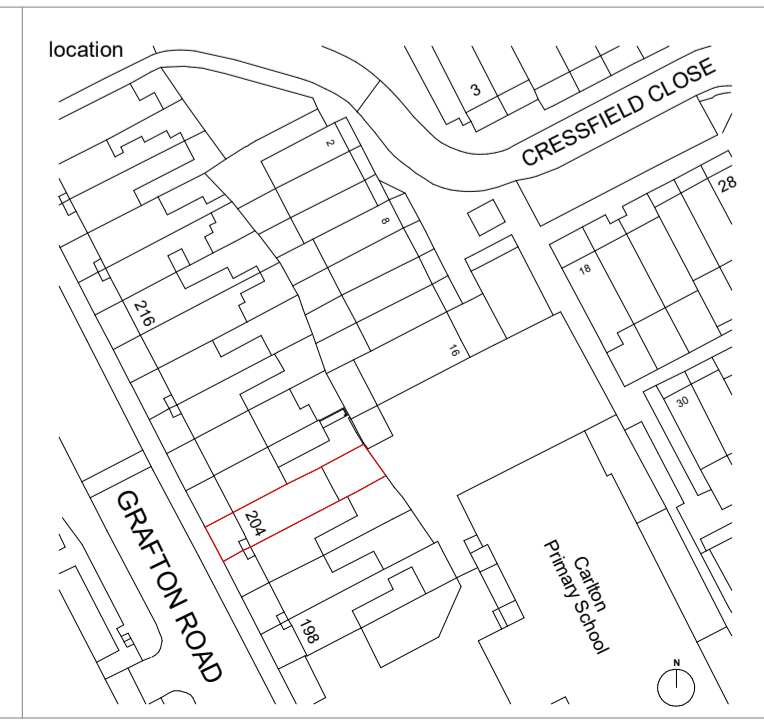 location
3
CRESSFIELD CLOSE
2
28
8
18
216
16
30
204
GRAFTON ROAD
Carlton
Primary School
198
N